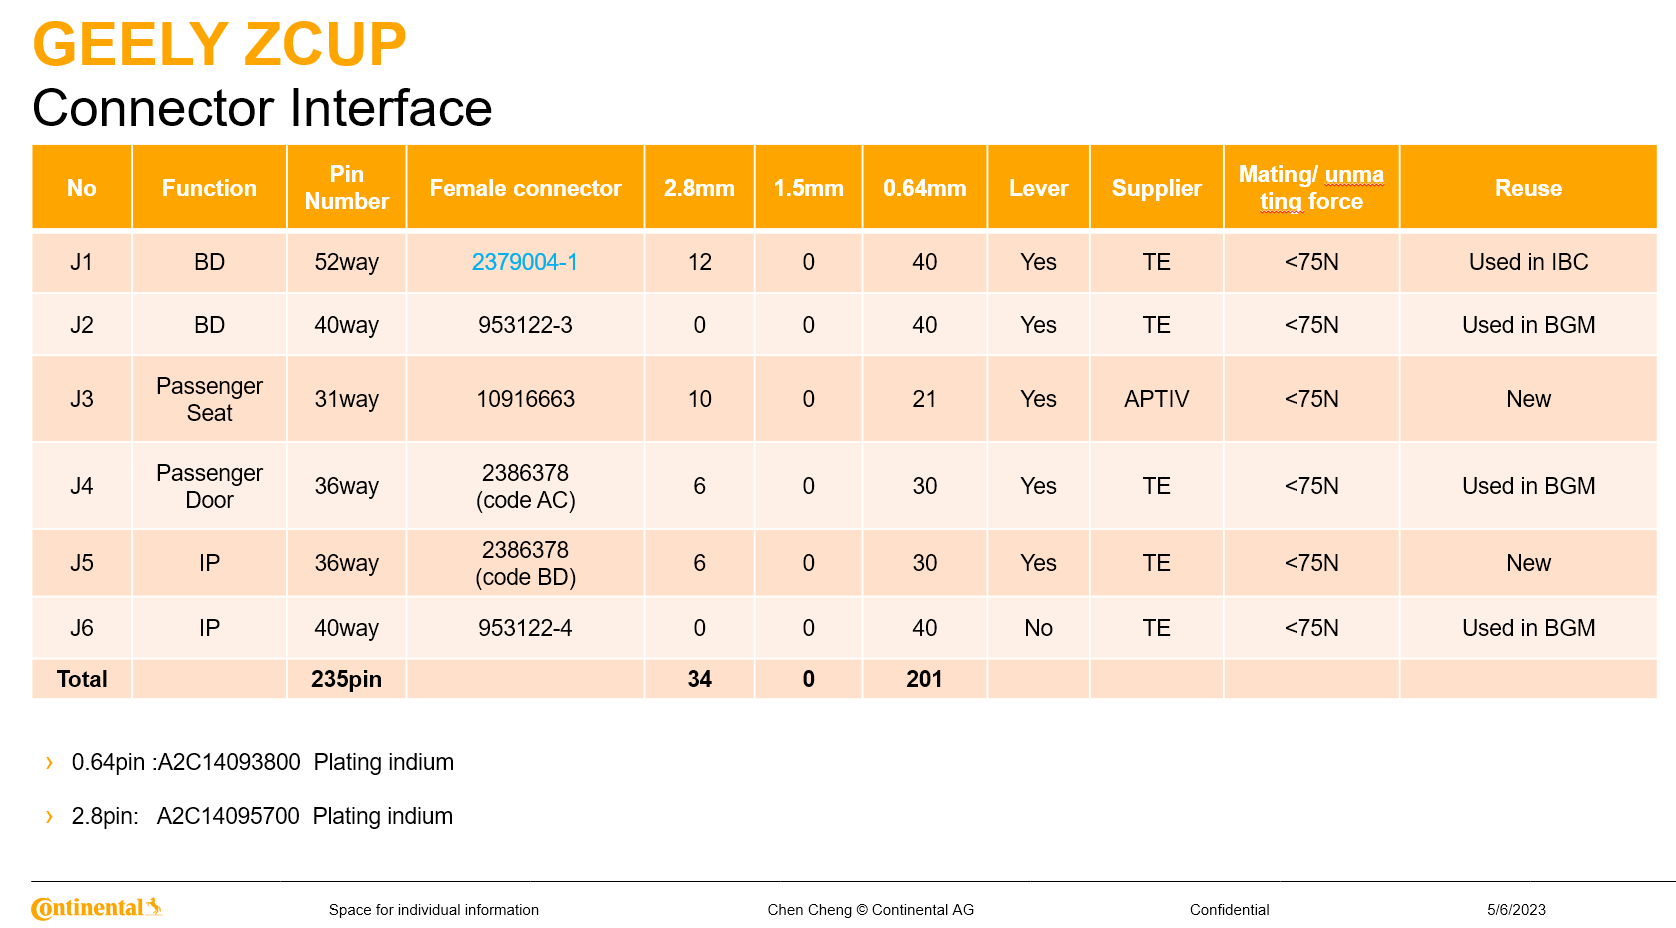 GEELY ZCUP
Connector Interface
No Function Pin Number Female connector 2.8mm 1.5mm 0.64mm Lever Supplier Mating/ unma ting force Reuse
J1 BD 52way 2379004-1 12 0 40 Yes TE <75N Used in IBC
J2 BD 40way 953122-3 0 0 40 Yes TE <75N Used in BGM
J3 Passenger Seat 31way 10916663 10 0 21 Yes APTIV <75N New
J4 Passenger Door 36way 2386378 (code AC) 6 0 30 Yes TE <75N Used in BGM
J5 IP 36way 2386378 (code BD) 6 0 30 Yes TE <75N New
J6 IP 40way 953122-4 0 0 40 No TE <75N Used in BGM
Total 235pin 34 0 201
› 0.64pin :A2C14093800 Plating indium
› 2.8pin: A2C14095700 Plating indium
Continental Space for individual information Chen Cheng © Continental AG Confidential 5/6/2023